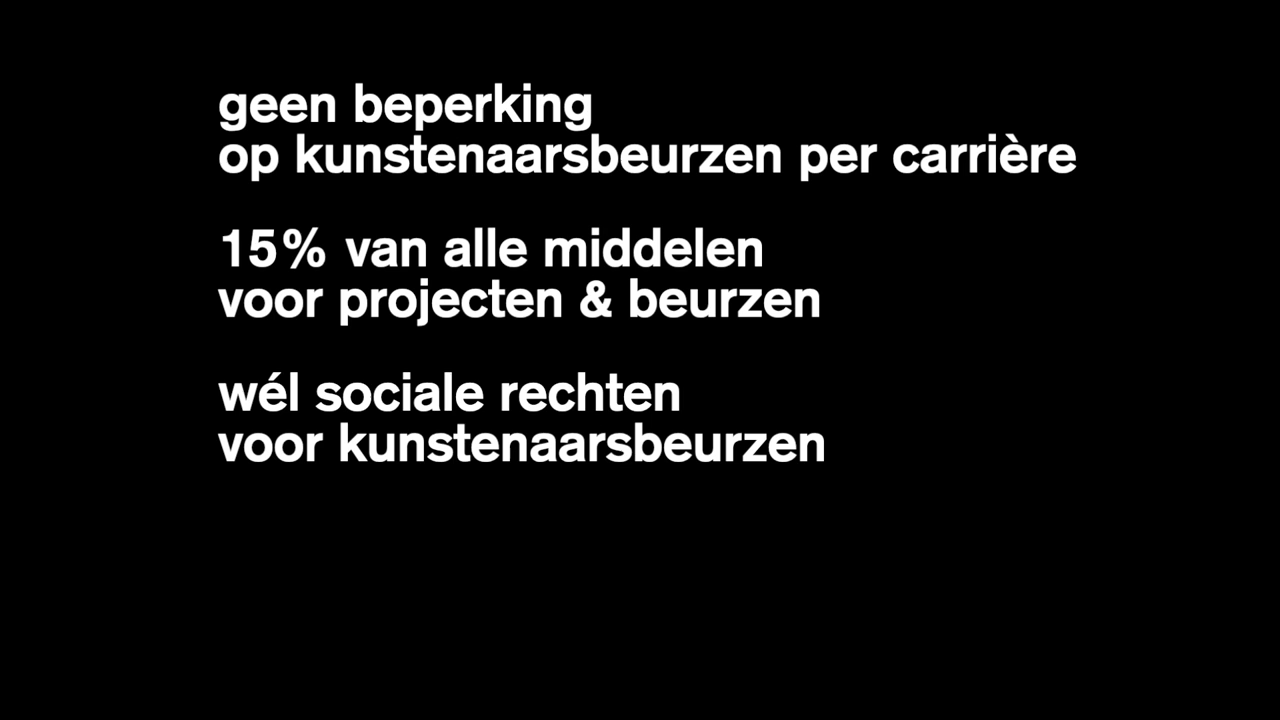 geen beperking
op kunstenaarsbeurzen per carrière
15% van alle middelen
voor projecten & beurzen
wél sociale rechten
voor kunstenaarsbeurzen